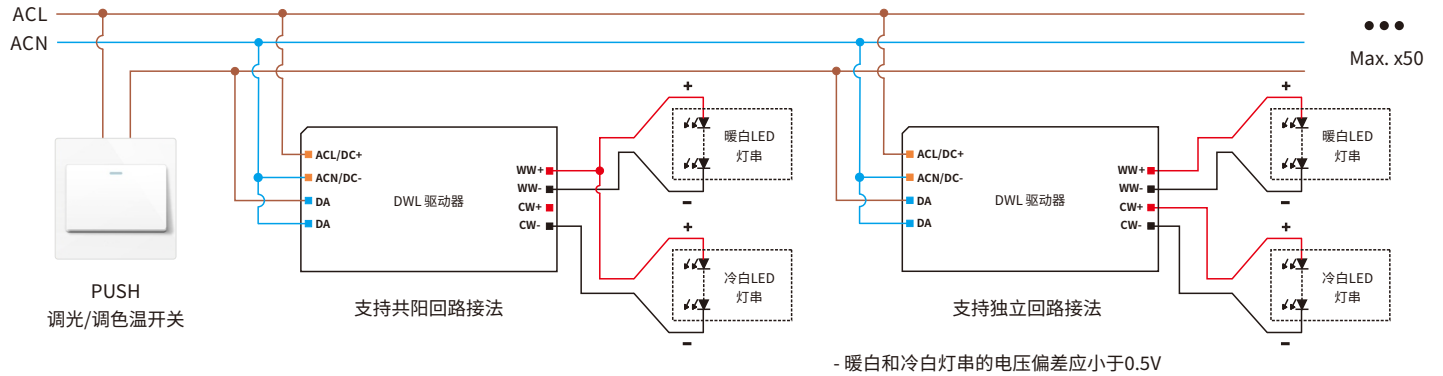 ACL
ACN
Max. x50
PUSH
调光/调色温开关
ACL/DC+
ACN/DC-
DA
DA
DWL 驱动器
WW+
WW-
CW+
CW-
+
暖白LED
灯串
-
+
冷白LED
灯串
-
支持共阳回路接法
ACL/DC+
ACN/DC-
DA
DA
DWL 驱动器
WW+
WW-
CW+
CW-
+
暖白LED
灯串
-
+
冷白LED
灯串
-
支持独立回路接法
- 暖白和冷白灯串的电压偏差应小于0.5V